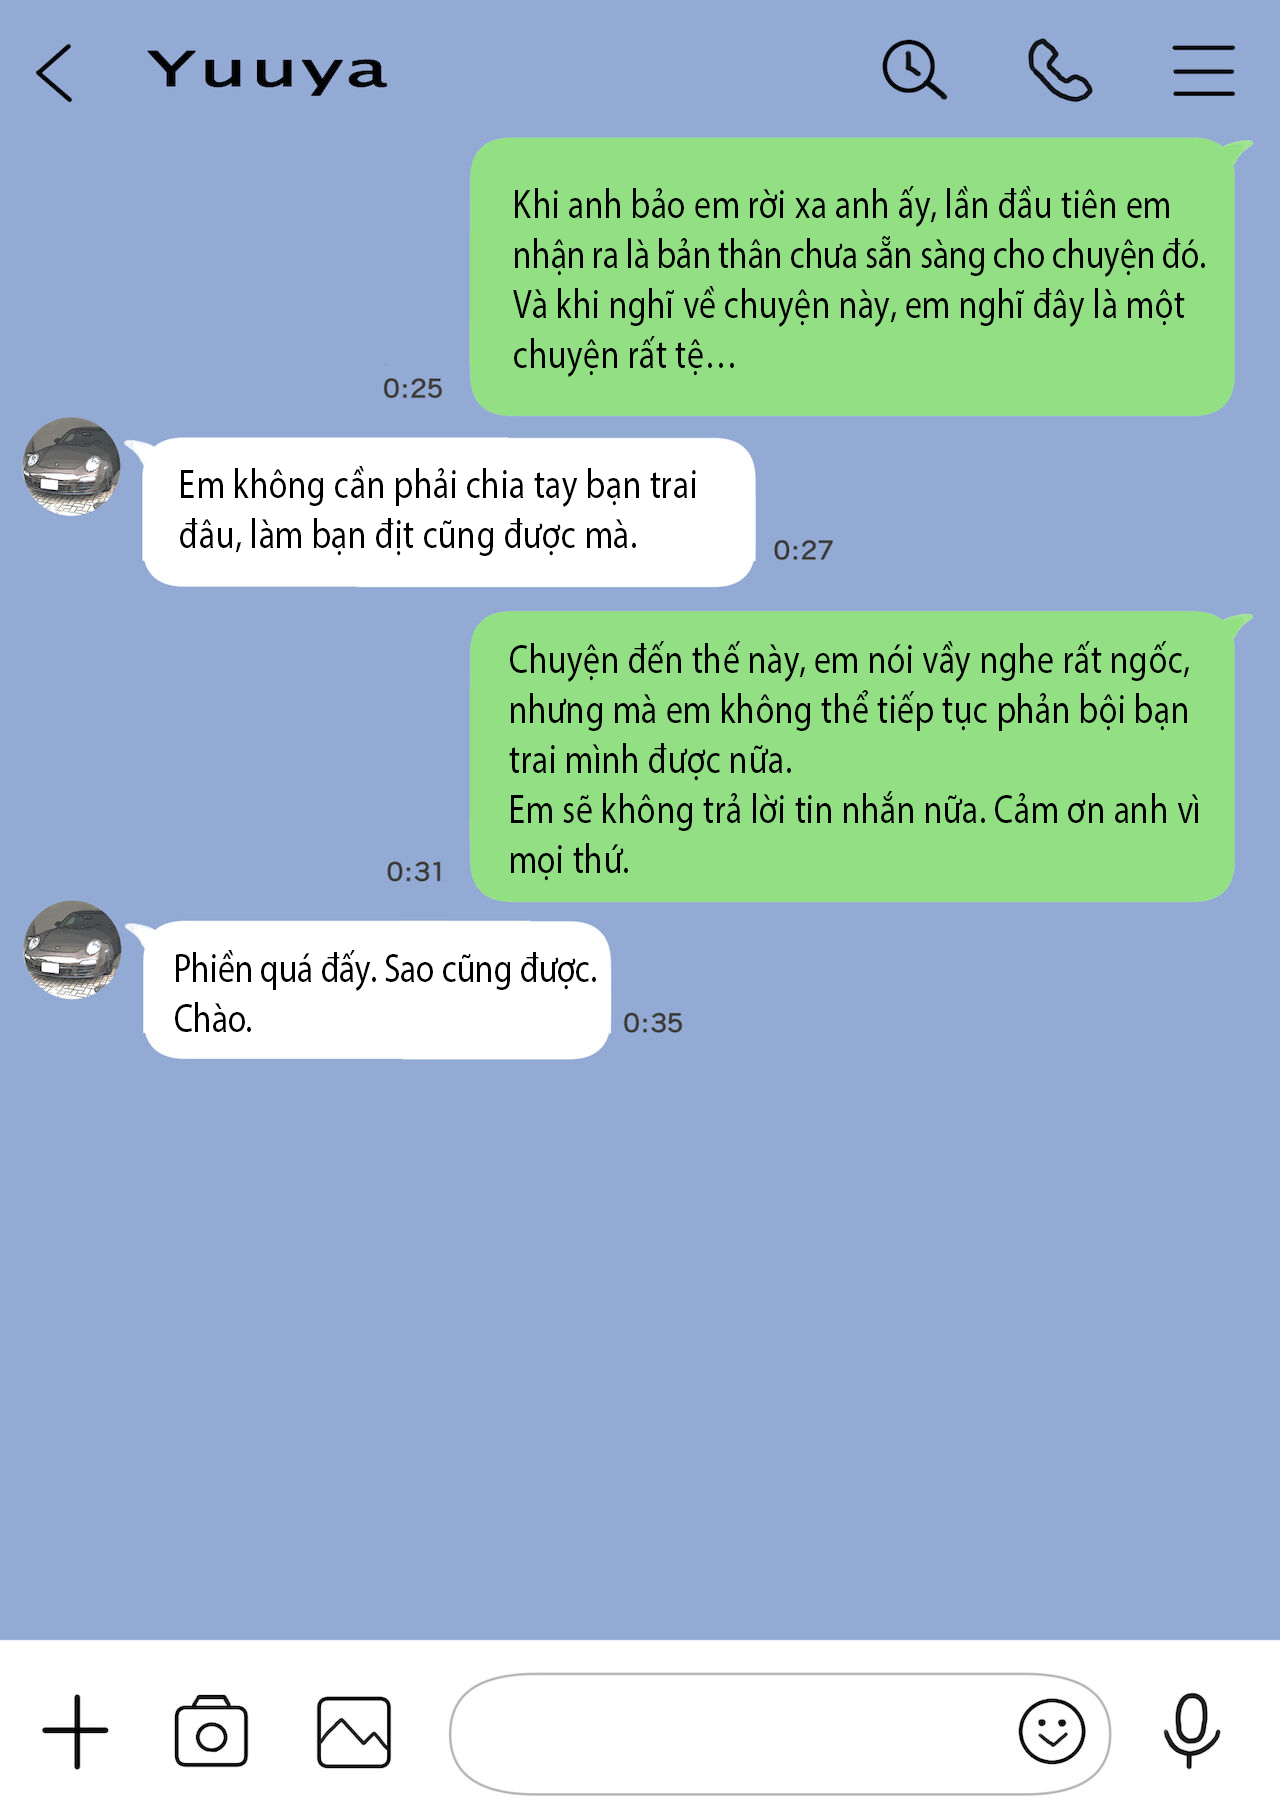 Yuuya
Khi anh bảo em rời xa anh ấy, lần đầu tiên em
nhận ra là bản thân chưa sẵn sàng cho chuyện đó.
Và khi nghĩ về chuyện này, em nghĩ đây là một
chuyện rất tệ...
0:25
Em không cần phải chia tay bạn trai
đâu, làm bạn địt cũng được mà.
0:27
Chuyện đến thế này, em nói vầy nghe rất ngốc,
nhưng mà em không thể tiếp tục phản bội bạn
trai mình được nữa.
Em sẽ không trả lời tin nhắn nữa. Cảm ơn anh vì
mọi thứ.
0:31
Phiền quá đấy. Sao cũng được.
Chào.
0:35